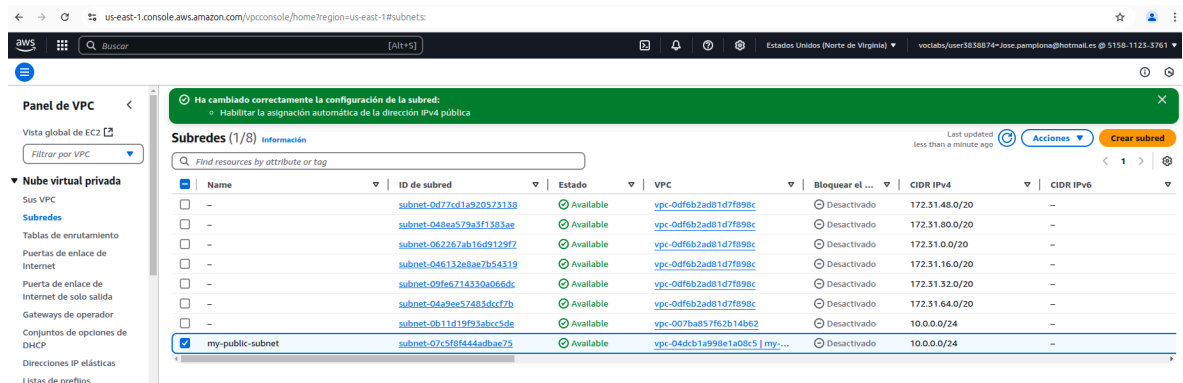 us-east-1.console.aws.amazon.com/vpcconsole/home?region=us-east-1#subnets:
aws Buscar [Alt+S] Estados Unidos (Norte de Virginia) voclabs/user3838874=Jose.pamplona@hotmail.es @ 5158-1123-3761
Panel de VPC
Vista global de EC2
Filtrar por VPC
Nube virtual privada
Sus VPC
Subredes
Tablas de enrutamiento
Puertas de enlace de
Internet
Puerta de enlace de
Internet de solo salida
Gateways de operador
Conjuntos de opciones de
DHCP
Direcciones IP elásticas
Listas de prefijos
Ha cambiado correctamente la configuración de la subred:
Habilitar la asignación automática de la dirección IPv4 pública
Subredes (1/8) Información
Last updated
less than a minute ago
Acciones
Crear subred
Find resources by attribute or tag
1
Name ID de subred Estado VPC Bloquear el ... CIDR IPv4 CIDR IPv6
– subnet-0d77cd1a920573138 Available vpc-0df6b2ad81d7f898c Desactivado 172.31.48.0/20 –
– subnet-048ea579a3f1383ae Available vpc-0df6b2ad81d7f898c Desactivado 172.31.80.0/20 –
– subnet-062267ab16d9129f7 Available vpc-0df6b2ad81d7f898c Desactivado 172.31.0.0/20 –
– subnet-046132e8ae7b54319 Available vpc-0df6b2ad81d7f898c Desactivado 172.31.16.0/20 –
– subnet-09fe6714330a066dc Available vpc-0df6b2ad81d7f898c Desactivado 172.31.32.0/20 –
– subnet-04a9ee57483dccf7b Available vpc-0df6b2ad81d7f898c Desactivado 172.31.64.0/20 –
– subnet-0b11d19f93abcc5de Available vpc-007ba857f62b14b62 Desactivado 10.0.0.0/24 –
my-public-subnet subnet-07c5f8f444adbae75 Available vpc-04dcb1a998e1a08c5 | my-... Desactivado 10.0.0.0/24 –